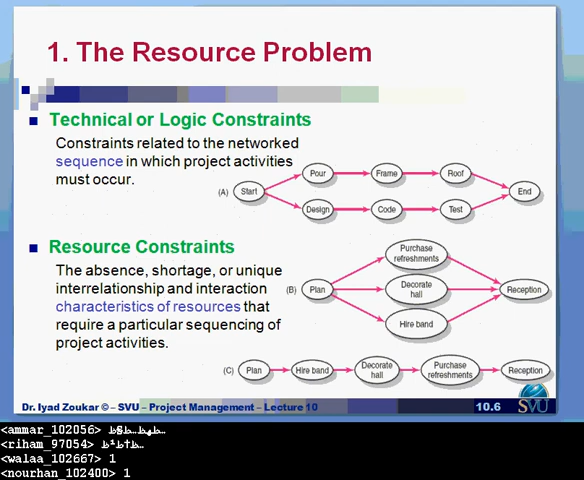 1. The Resource Problem
Technical or Logic Constraints
Constraints related to the networked
sequence in which project activities
must occur.
(A)
Start
Pour
Frame
Roof
Design
Code
Test
End
Resource Constraints
The absence, shortage, or unique
interrelationship and interaction
characteristics of resources that
require a particular sequencing of
project activities.
(B)
Plan
Purchase
refreshments
Decorate
hall
Hire band
Reception
(C)
Plan
Hire band
Decorate
hall
Purchase
refreshments
Reception
Dr. Iyad Zoukar © – SVU – Project Management – Lecture 10
10.6
SVU
<ammar_102056>
<riham_97054>
<walaa_102667> 1
<nourhan_102400> 1